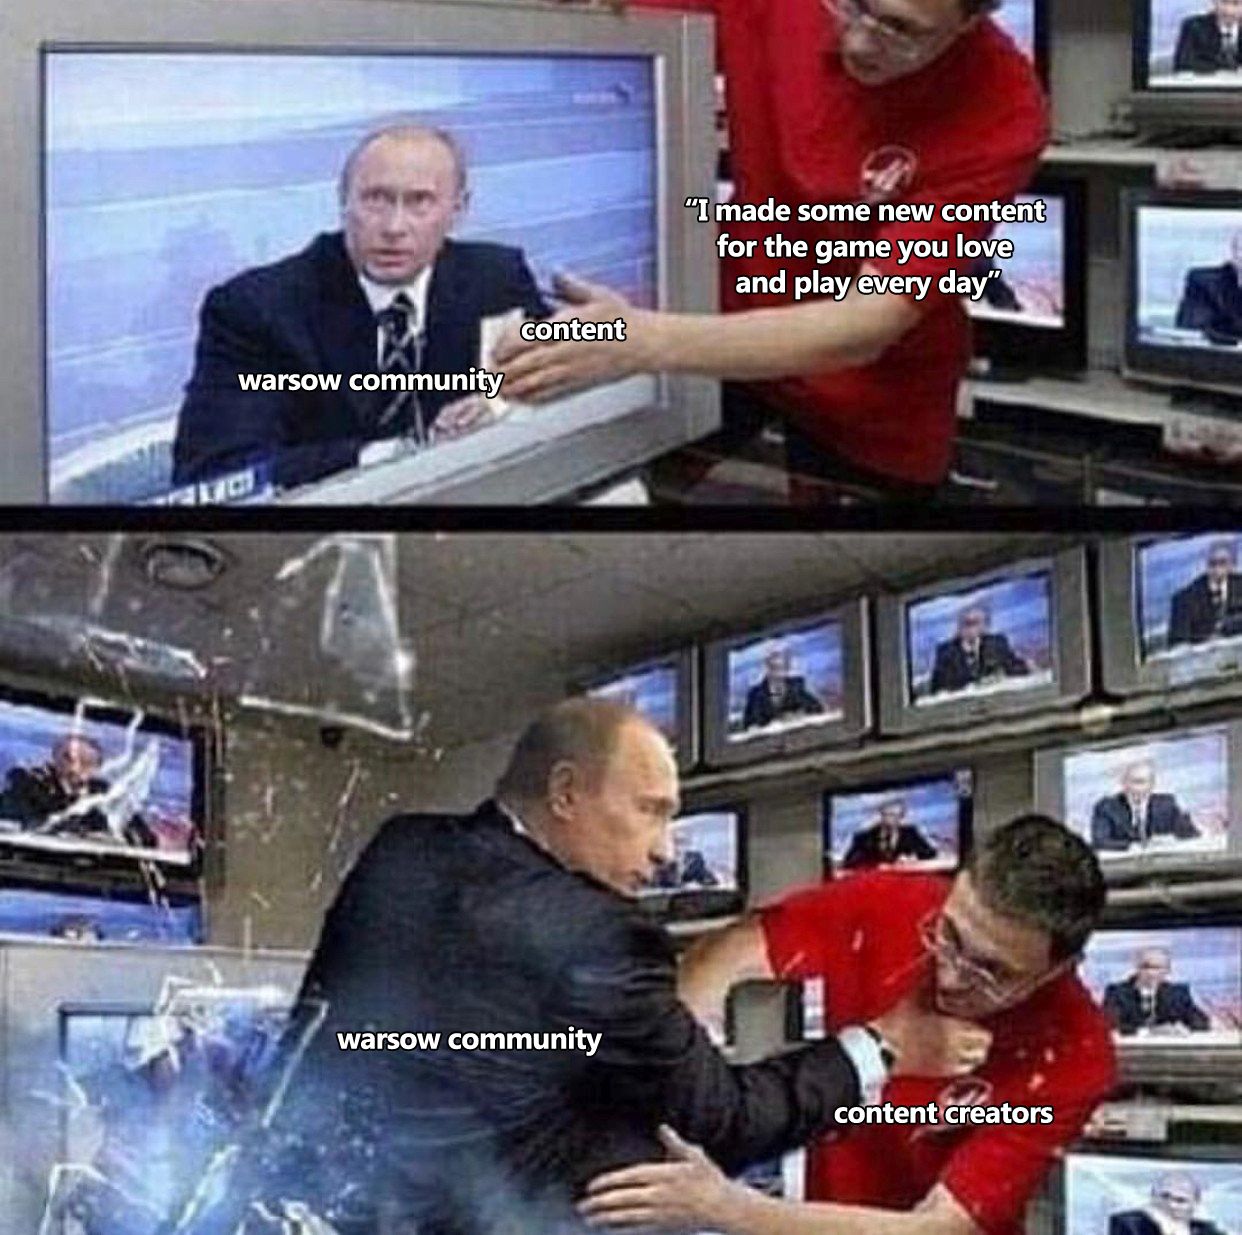 “I made some new content
for the game you love
and play every day”
content
warsow community
warsow community
content creators